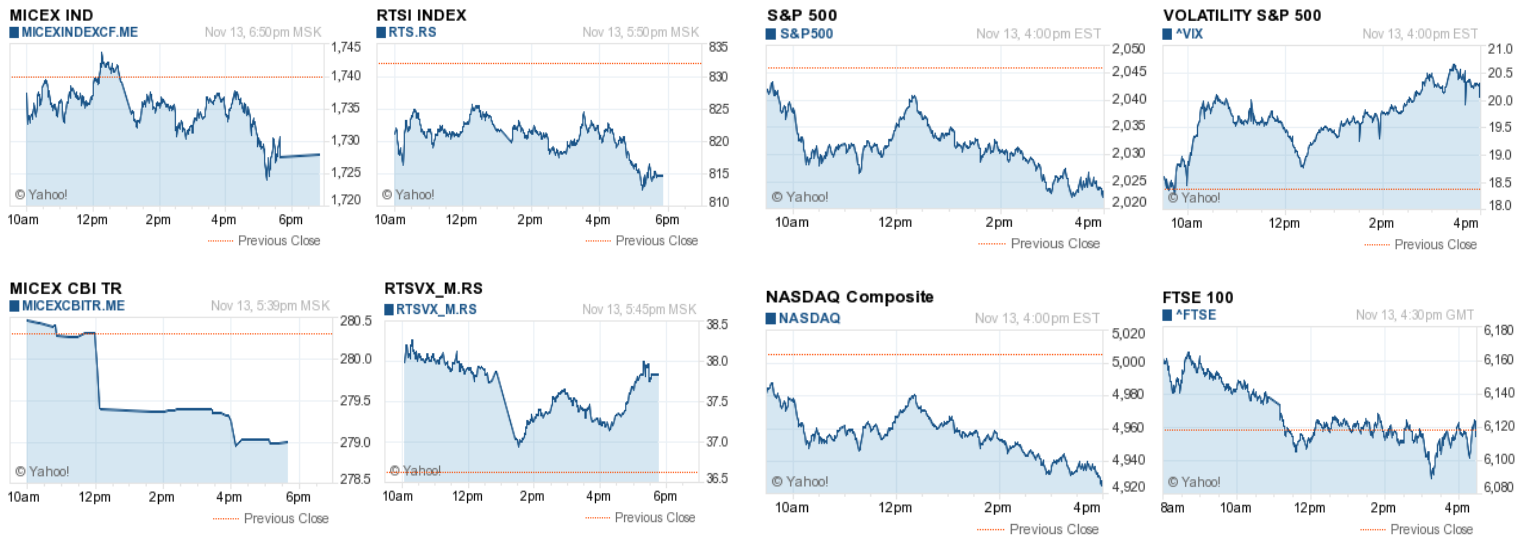 MICEX IND
MICEXINDEXCF.ME Nov 13, 6:50pm MSK
1,745
1,740
1,735
1,730
1,725
1,720
© Yahoo!
10am 12pm 2pm 4pm 6pm
Previous Close
RTSI INDEX
RTS.RS Nov 13, 5:50pm MSK
835
830
825
820
815
810
© Yahoo!
10am 12pm 2pm 4pm 6pm
Previous Close
S&P 500
S&P500 Nov 13, 4:00pm EST
2,050
2,045
2,040
2,035
2,030
2,025
2,020
© Yahoo!
10am 12pm 2pm 4pm
Previous Close
VOLATILITY S&P 500
^VIX Nov 13, 4:00pm EST
21.0
20.5
20.0
19.5
19.0
18.5
18.0
© Yahoo!
10am 12pm 2pm 4pm
Previous Close
MICEX CBI TR
MICEXCBITR.ME Nov 13, 5:39pm MSK
280.5
280.0
279.5
279.0
278.5
© Yahoo!
10am 12pm 2pm 4pm 6pm
Previous Close
RTSVX_M.RS
RTSVX_M.RS Nov 13, 5:45pm MSK
38.5
38.0
37.5
37.0
36.5
© Yahoo!
10am 12pm 2pm 4pm 6pm
Previous Close
NASDAQ Composite
NASDAQ Nov 13, 4:00pm EST
5,020
5,000
4,980
4,960
4,940
4,920
© Yahoo!
10am 12pm 2pm 4pm
Previous Close
FTSE 100
^FTSE Nov 13, 4:30pm GMT
6,180
6,160
6,140
6,120
6,100
6,080
© Yahoo!
8am 10am 12pm 2pm 4pm
Previous Close